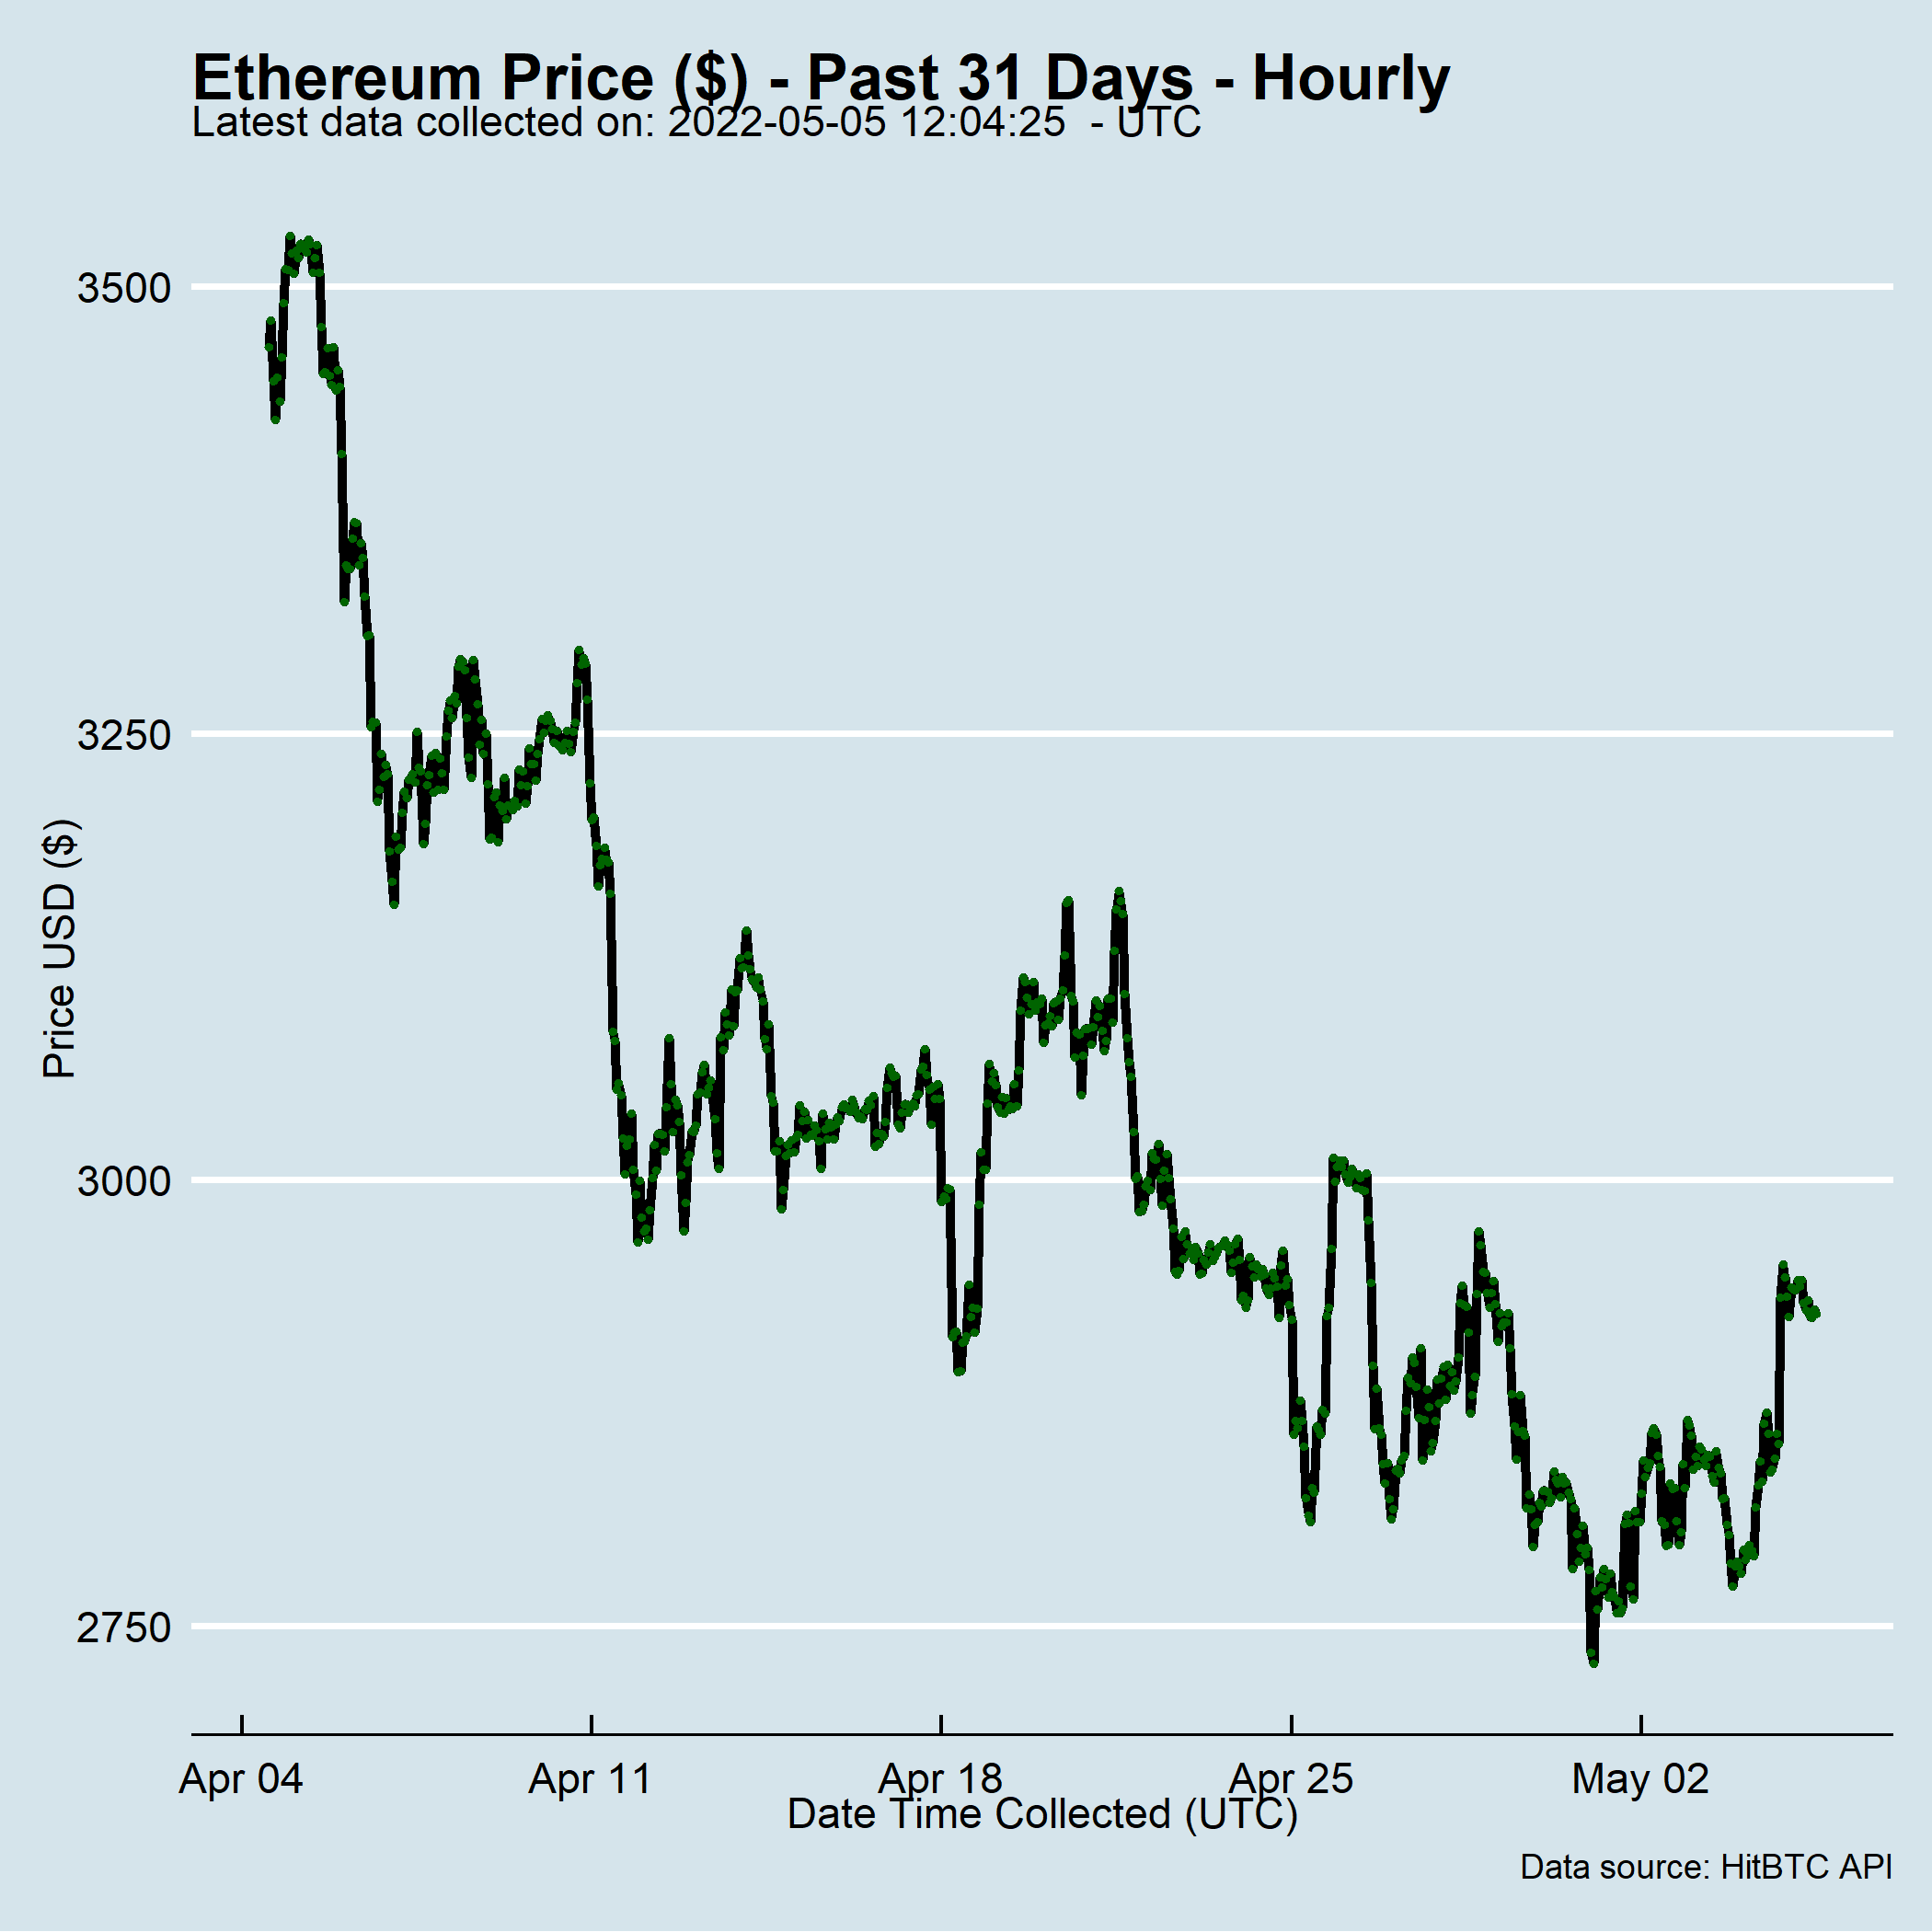 Ethereum Price ($) - Past 31 Days - Hourly
Latest data collected on: 2022-05-05 12:04:25  - UTC
3500
3250
3000
2750
Price USD ($)
Apr 04
Apr 11
Apr 18
Apr 25
May 02
Date Time Collected (UTC)
Data source: HitBTC API